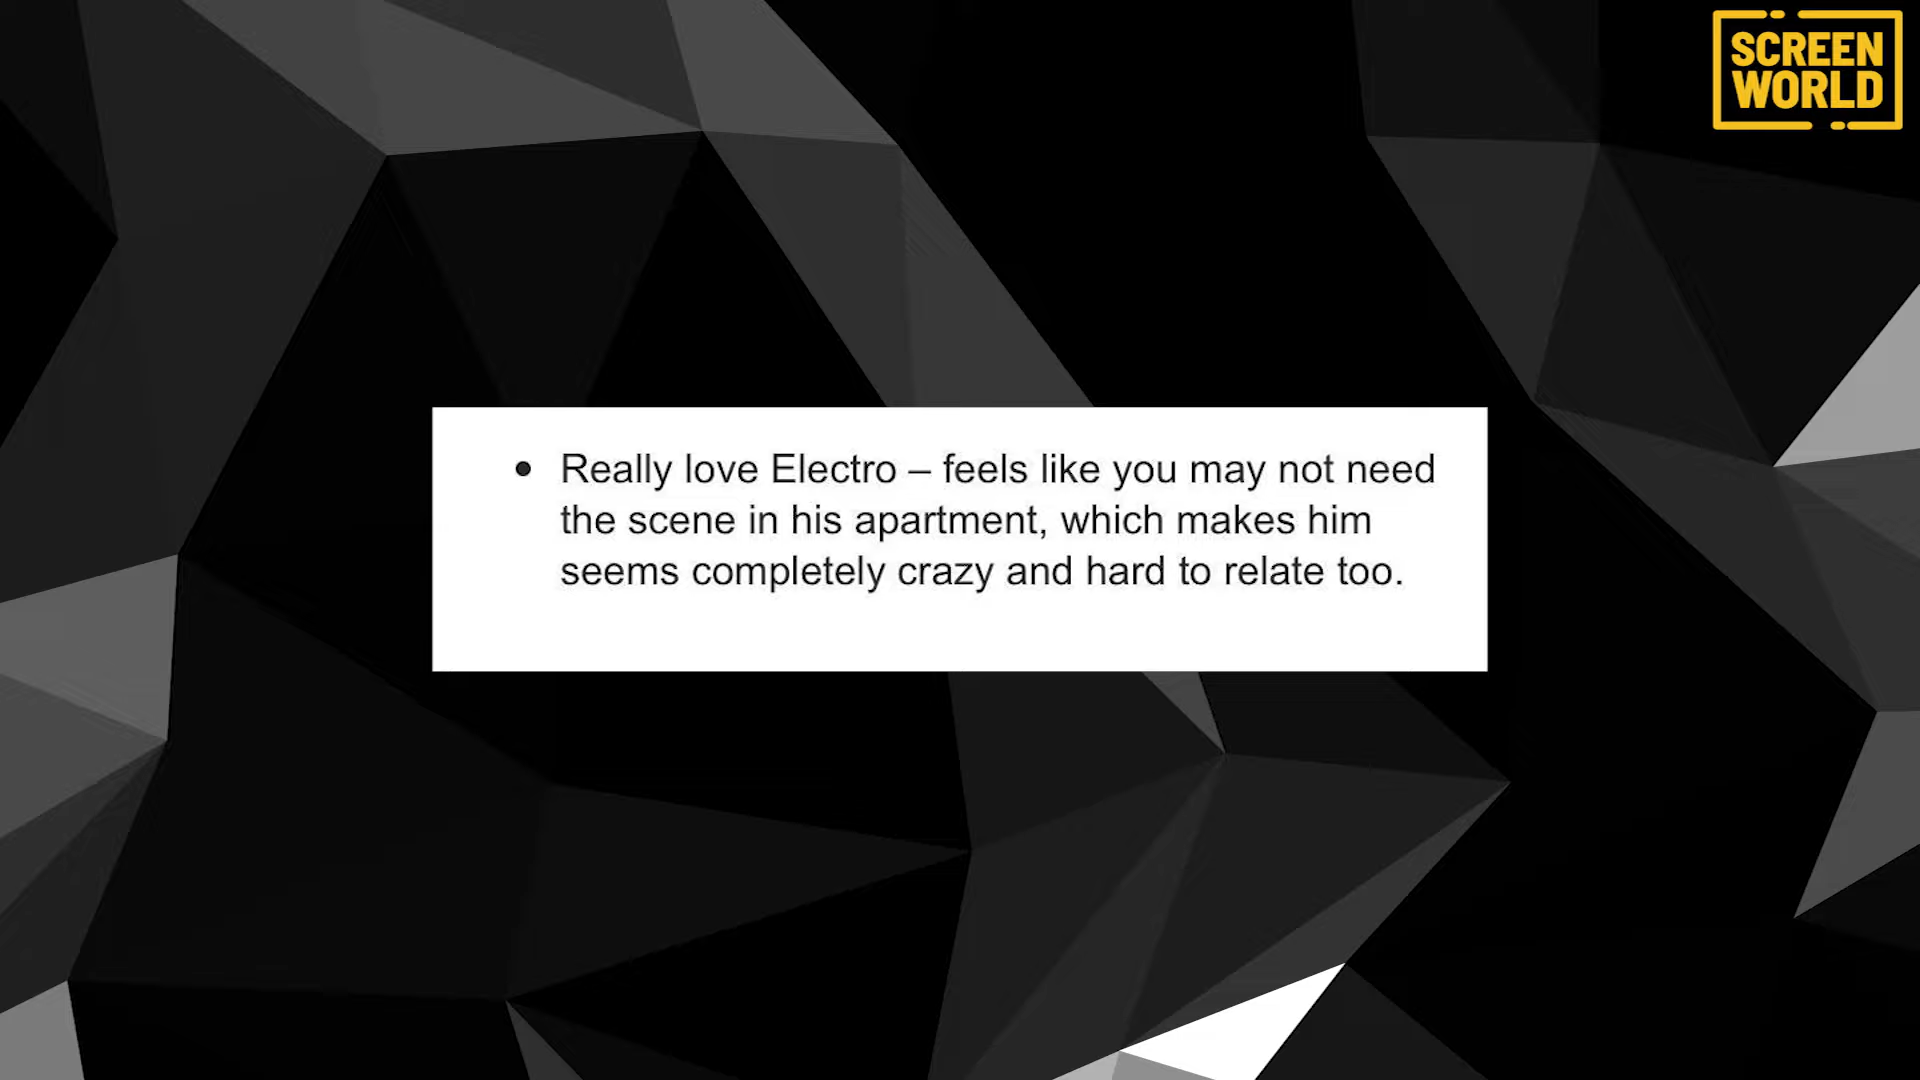 SCREEN
WORLD
• Really love Electro – feels like you may not need
the scene in his apartment, which makes him
seems completely crazy and hard to relate too.